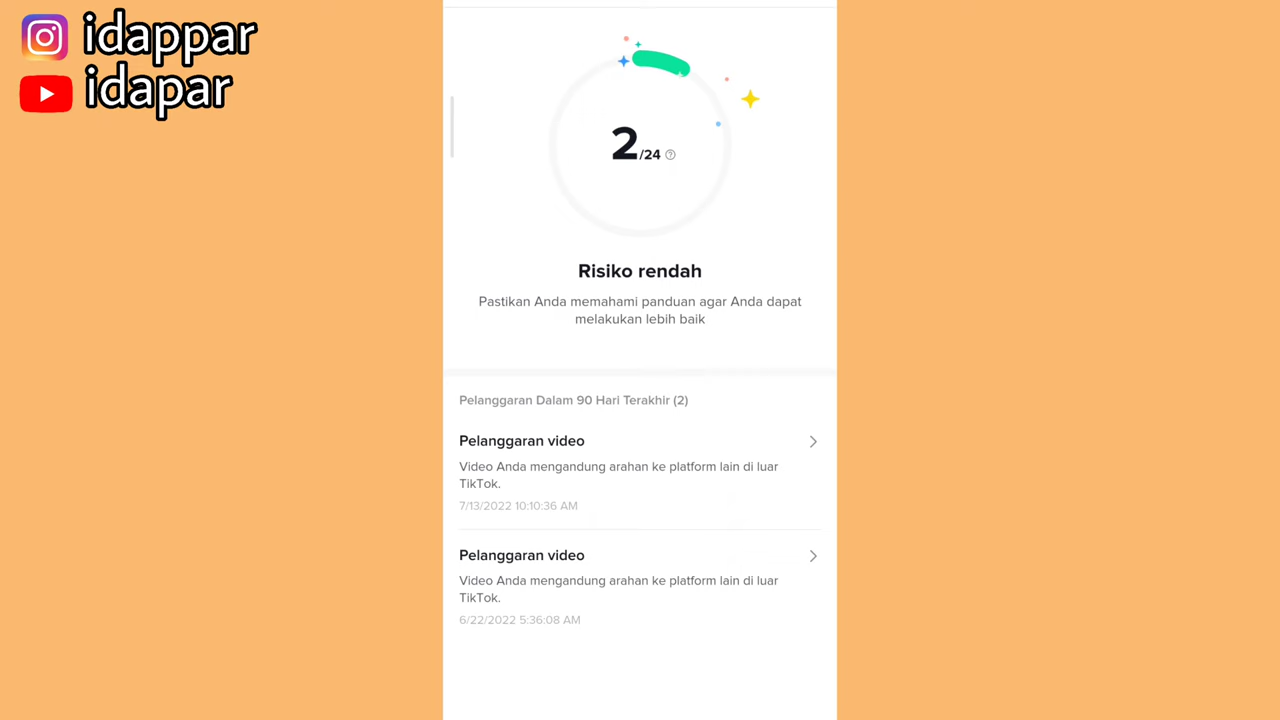 idappar
idapar
2/24
Risiko rendah
Pastikan Anda memahami panduan agar Anda dapat
melakukan lebih baik
Pelanggaran Dalam 90 Hari Terakhir (2)
Pelanggaran video
Video Anda mengandung arahan ke platform lain di luar
TikTok.
7/13/2022 10:10:36 AM
Pelanggaran video
Video Anda mengandung arahan ke platform lain di luar
TikTok.
6/22/2022 5:36:08 AM